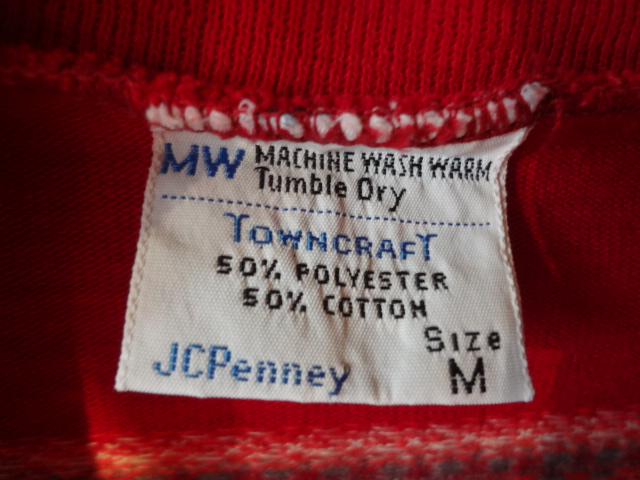 MW MACHINE WASH WARM
Tumble Dry
TOWNCRAFT
50% POLYESTER
50% COTTON
JCPenney
Size
M